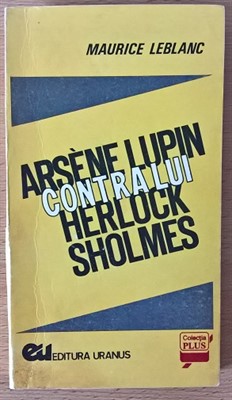 MAURICE LEBLANC
ARSÈNE LUPIN
CONTRA LUI
HERLOCK
SHOLMES
eu EDITURA URANUS
Colecția
PLUS